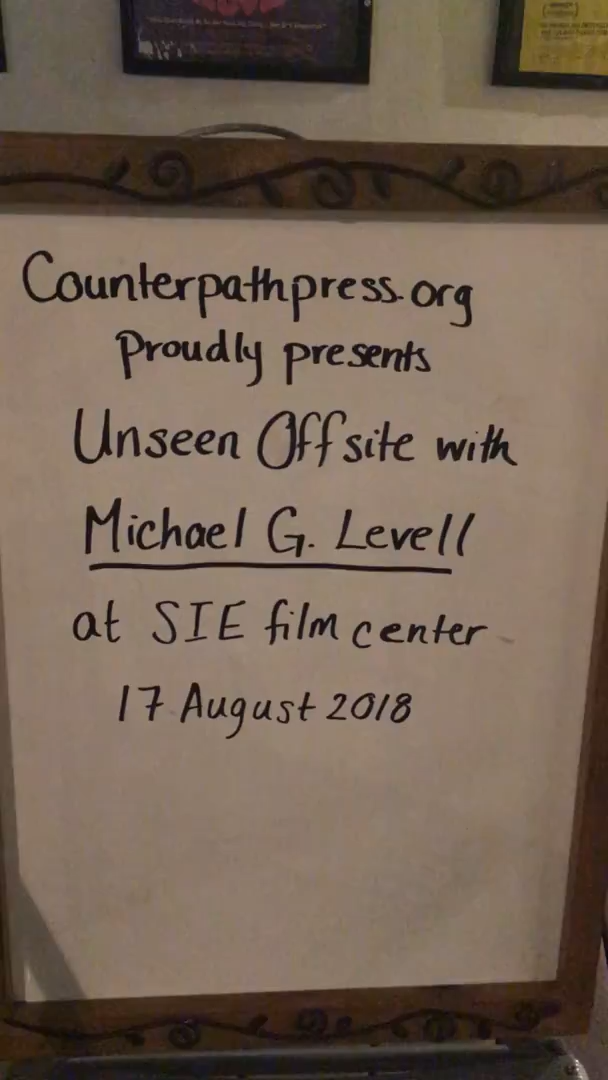 Counterpathpress.org
Proudly presents
Unseen Offsite with
Michael G. Levell
at SIE film center
17 August 2018